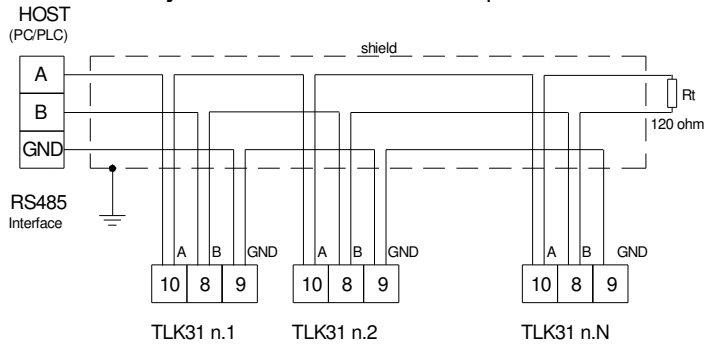 HOST
(PC/PLC)
shield
A
B
GND
Rt
120 ohm
RS485
Interface
A B GND
10 8 9
TLK31 n.1
A B GND
10 8 9
TLK31 n.2
A B GND
10 8 9
TLK31 n.N